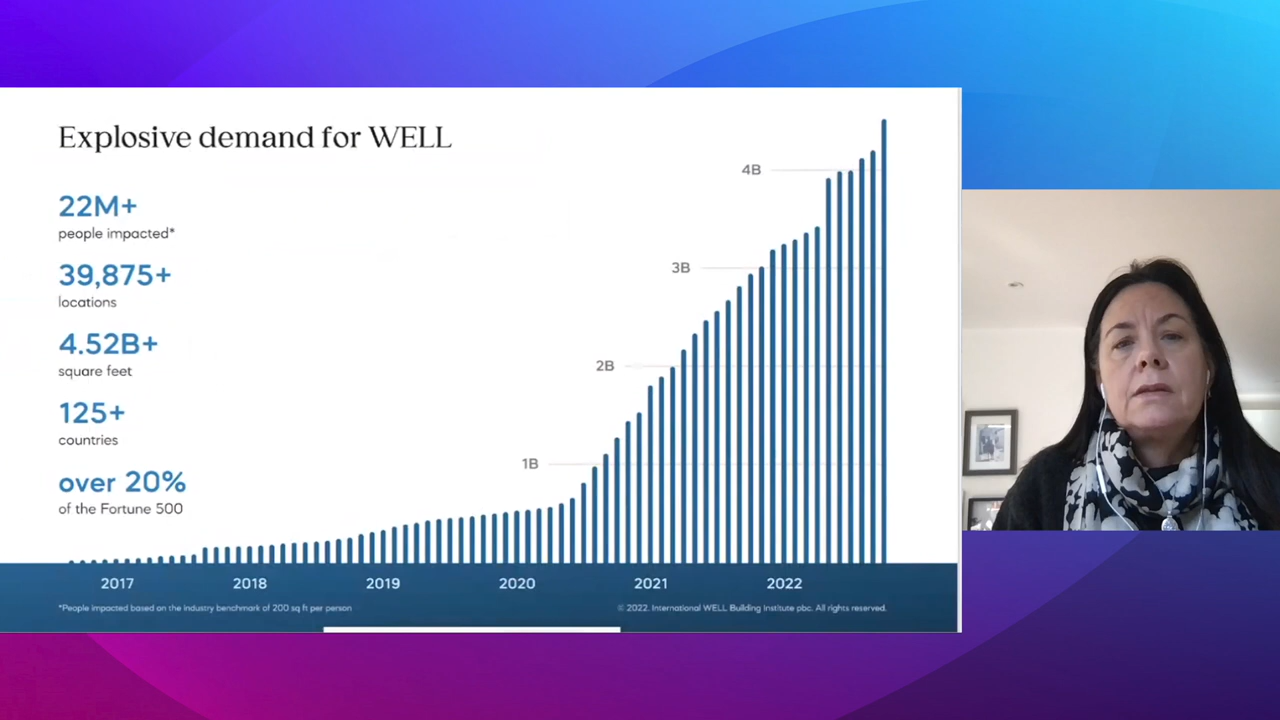 Explosive demand for WELL
22M+
people impacted*
39,875+
locations
4.52B+
square feet
125+
countries
over 20%
of the Fortune 500
4B
3B
2B
1B
2017 2018 2019 2020 2021 2022
*People impacted based on the industry benchmark of 200 sq ft per person
© 2022. International WELL Building Institute pbc. All rights reserved.